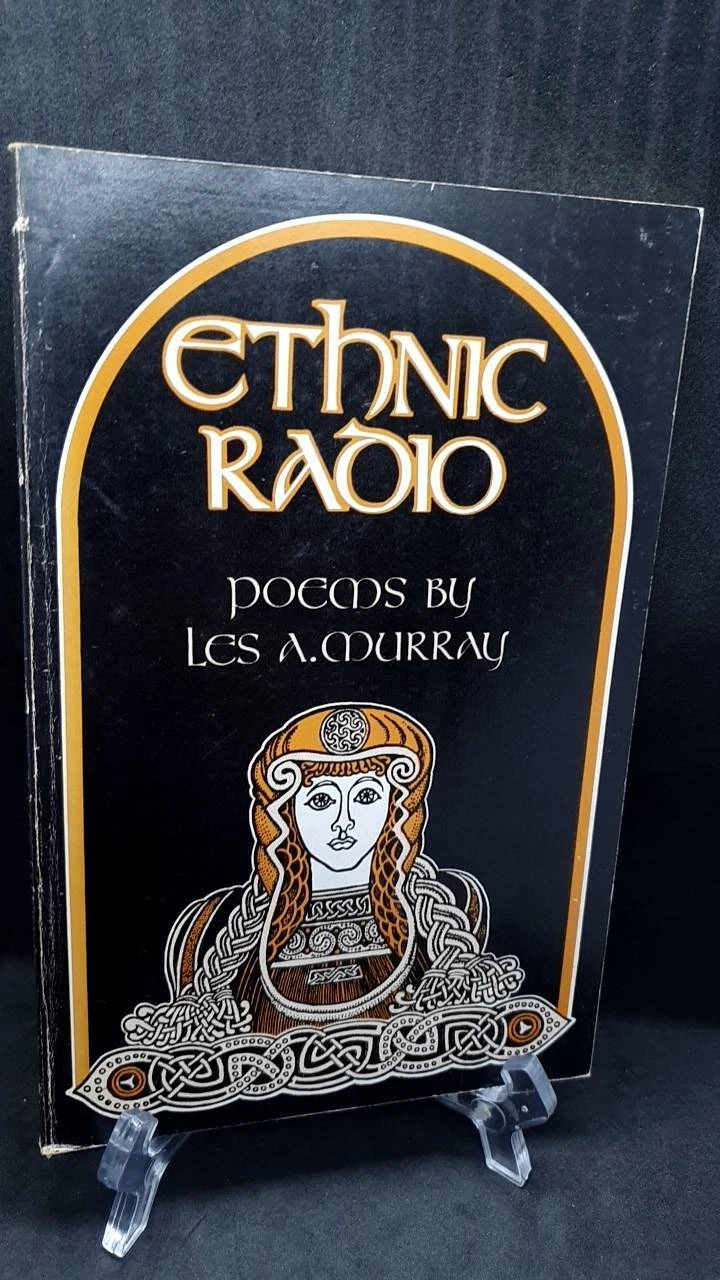 ETHNIC
RADIO
POEMS BY
LES A. MURRAY